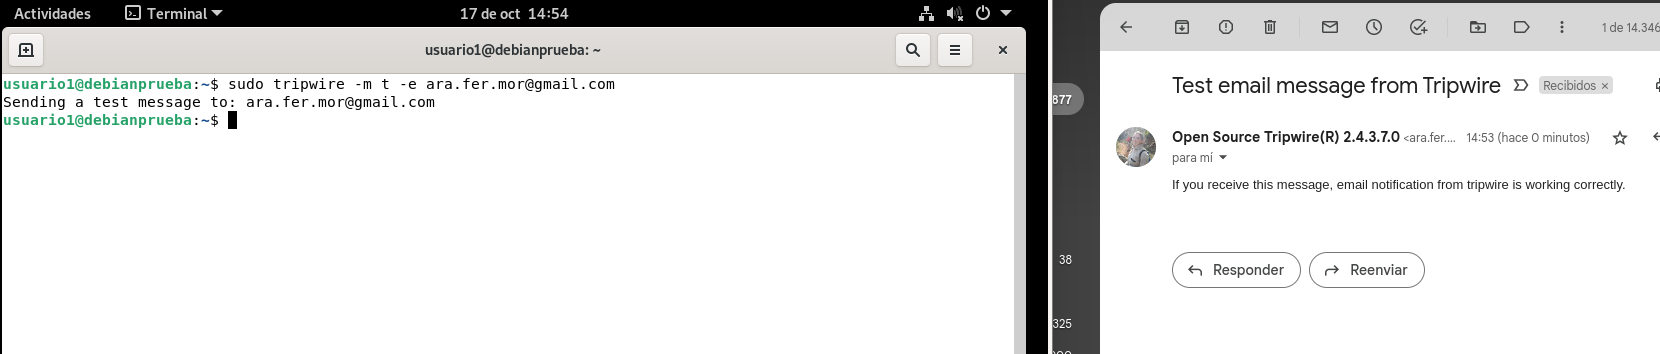 Actividades
Terminal
17 de oct 14:54
usuario1@debianprueba: ~
usuario1@debianprueba:~$ sudo tripwire -m t -e ara.fer.mor@gmail.com
Sending a test message to: ara.fer.mor@gmail.com
usuario1@debianprueba:~$
877
38
325
1 de 14.346
Test email message from Tripwire
Recibidos ×
Open Source Tripwire(R) 2.4.3.7.0 <ara.fer.... 14:53 (hace 0 minutos)
para mí
If you receive this message, email notification from tripwire is working correctly.
Responder
Reenviar